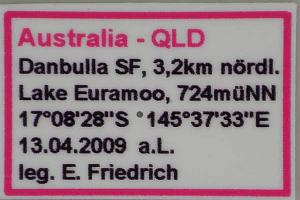 Australia - QLD
Danbulla SF, 3,2km nördl.
Lake Euramoo, 724müNN
17°08'28"S °145°37'33"E
13.04.2009 a.L.
leg. E. Friedrich